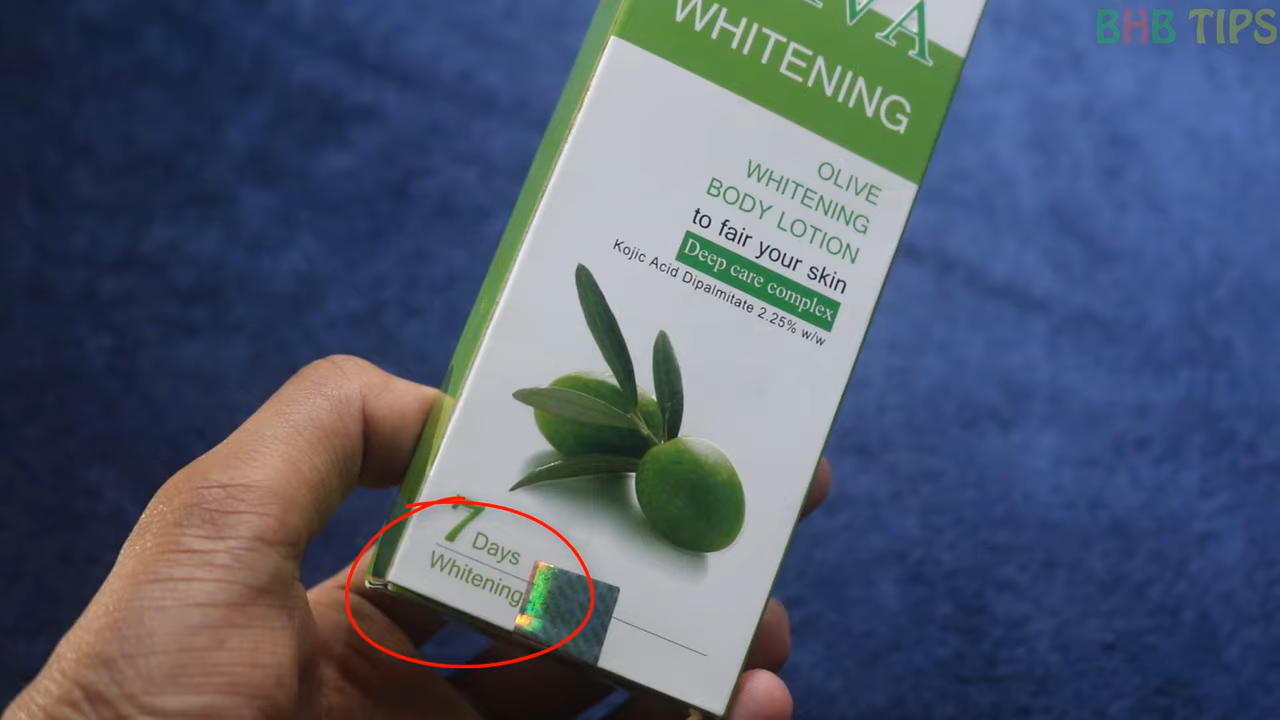 BHB TIPS
WHITENING
OLIVE
WHITENING
BODY LOTION
to fair your skin
Deep care complex
Kojic Acid Dipalmitate 2.25% w/w
7 Days
Whitening